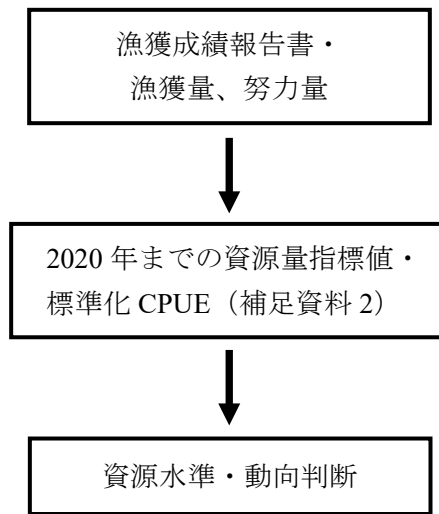 漁獲成績報告書・
漁獲量、努力量
2020 年までの資源量指標値・
標準化 CPUE（補足資料 2）
資源水準・動向判断